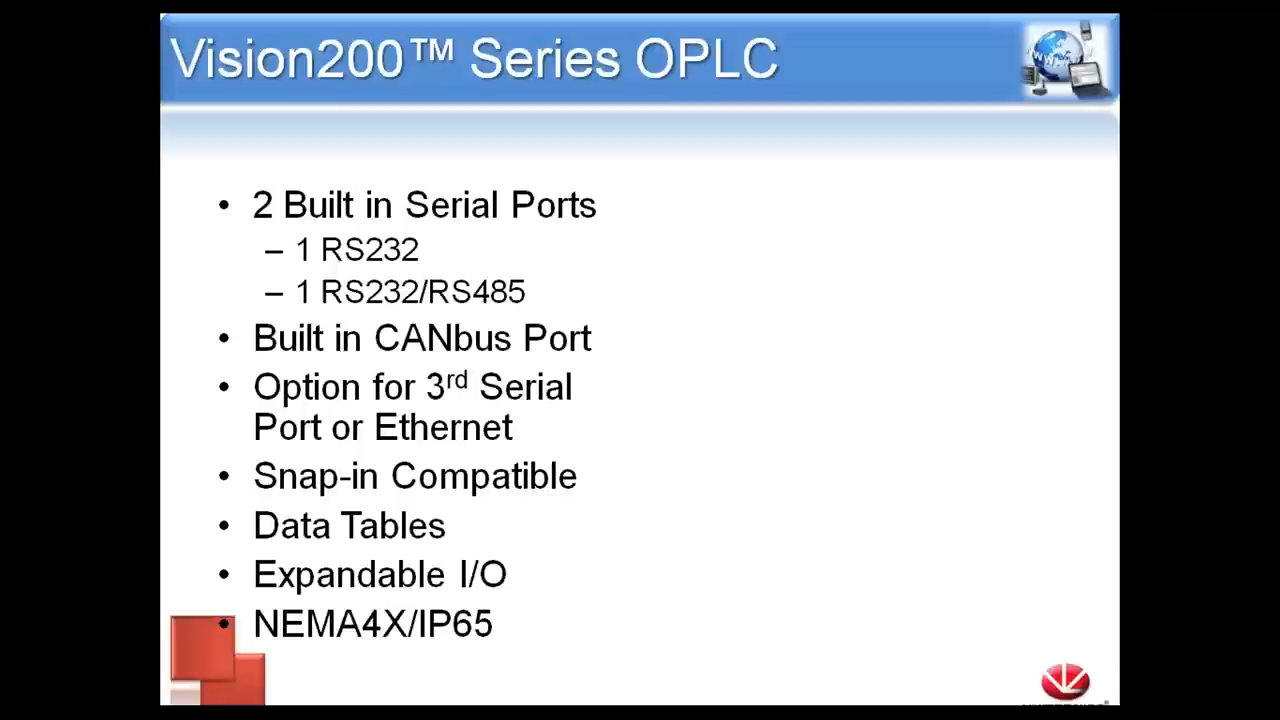 Vision200™ Series OPLC
• 2 Built in Serial Ports
– 1 RS232
– 1 RS232/RS485
• Built in CANbus Port
• Option for 3rd Serial
Port or Ethernet
• Snap-in Compatible
• Data Tables
• Expandable I/O
• NEMA4X/IP65